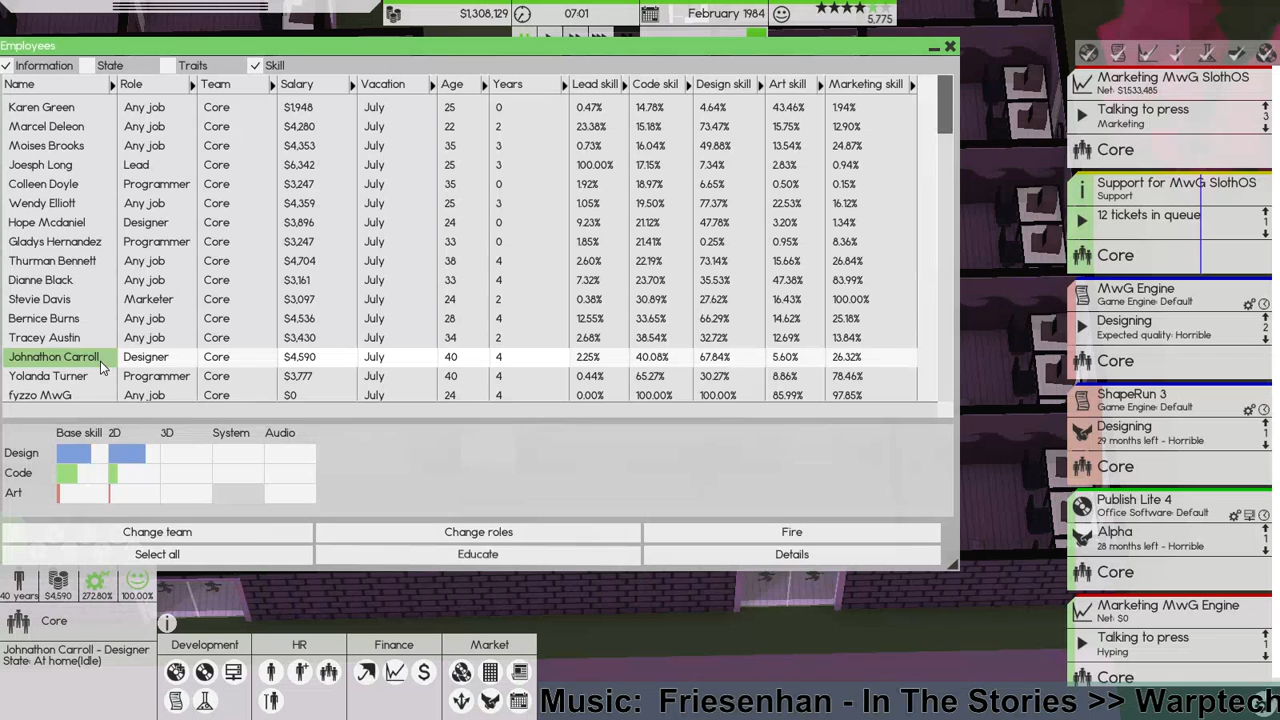 $1,308,129 07:01 February 1984 5,775
Employees
Information State Traits Skill
Name Role Team Salary Vacation Age Years Lead skill Code skil Design skill Art skill Marketing skill
Karen Green Any job Core $1,948 July 25 0 0.47% 14.78% 4.64% 43.46% 1.94%
Marcel Deleon Any job Core $4,280 July 22 2 23.38% 15.18% 73.47% 15.75% 12.90%
Moises Brooks Any job Core $4,353 July 35 3 0.73% 16.04% 49.88% 13.54% 24.87%
Joesph Long Lead Core $6,342 July 25 3 100.00% 17.15% 7.34% 2.83% 0.94%
Colleen Doyle Programmer Core $3,247 July 35 0 1.92% 18.97% 6.65% 0.50% 0.15%
Wendy Elliott Any job Core $4,359 July 24 3 1.05% 19.50% 77.37% 22.53% 16.12%
Hope Mcdaniel Designer Core $3,896 July 24 0 9.23% 21.12% 47.78% 3.20% 1.34%
Gladys Hernandez Programmer Core $3,247 July 33 0 1.85% 21.41% 0.25% 0.95% 8.36%
Thurman Bennett Any job Core $4,704 July 38 4 2.60% 22.19% 73.14% 15.66% 26.84%
Dianne Black Any job Core $3,161 July 33 4 7.32% 23.70% 35.53% 47.38% 83.99%
Stevie Davis Marketer Core $3,097 July 24 2 0.38% 30.89% 27.62% 16.43% 100.00%
Bernice Burns Any job Core $4,536 July 28 4 12.55% 33.65% 66.29% 14.62% 25.18%
Tracey Austin Any job Core $3,430 July 34 2 2.68% 38.54% 32.72% 12.69% 13.84%
Johnathon Carroll Designer Core $4,590 July 40 4 2.25% 40.08% 67.84% 5.60% 26.32%
Yolanda Turner Programmer Core $3,777 July 40 4 0.44% 65.27% 30.27% 8.86% 78.46%
fyzzo MwG Any job Core $0 July 24 4 0.00% 100.00% 100.00% 85.99% 97.85%
Base skill 2D 3D System Audio
Design
Code
Art
Change team Change roles Fire
Select all Educate Details
40 years $4,590 272.80% 100.00%
Core
Johnathon Carroll - Designer
State: At home(Idle)
Development HR Finance Market
Marketing MwG SlothOS
Net: $1,533,485
Talking to press 3
Marketing
Core
Support for MwG SlothOS
Support
12 tickets in queue 1
Core
MwG Engine
Game Engine: Default
Designing 2
Expected quality: Horrible
Core
ShapeRun 3
Game Engine: Default
Designing 1
29 months left - Horrible
Core
Publish Lite 4
Office Software: Default
Alpha 1
28 months left - Horrible
Core
Marketing MwG Engine
Net: $0
Talking to press 1
Hyping
Core
Music: Friesenhan - In The Stories >> Warptech